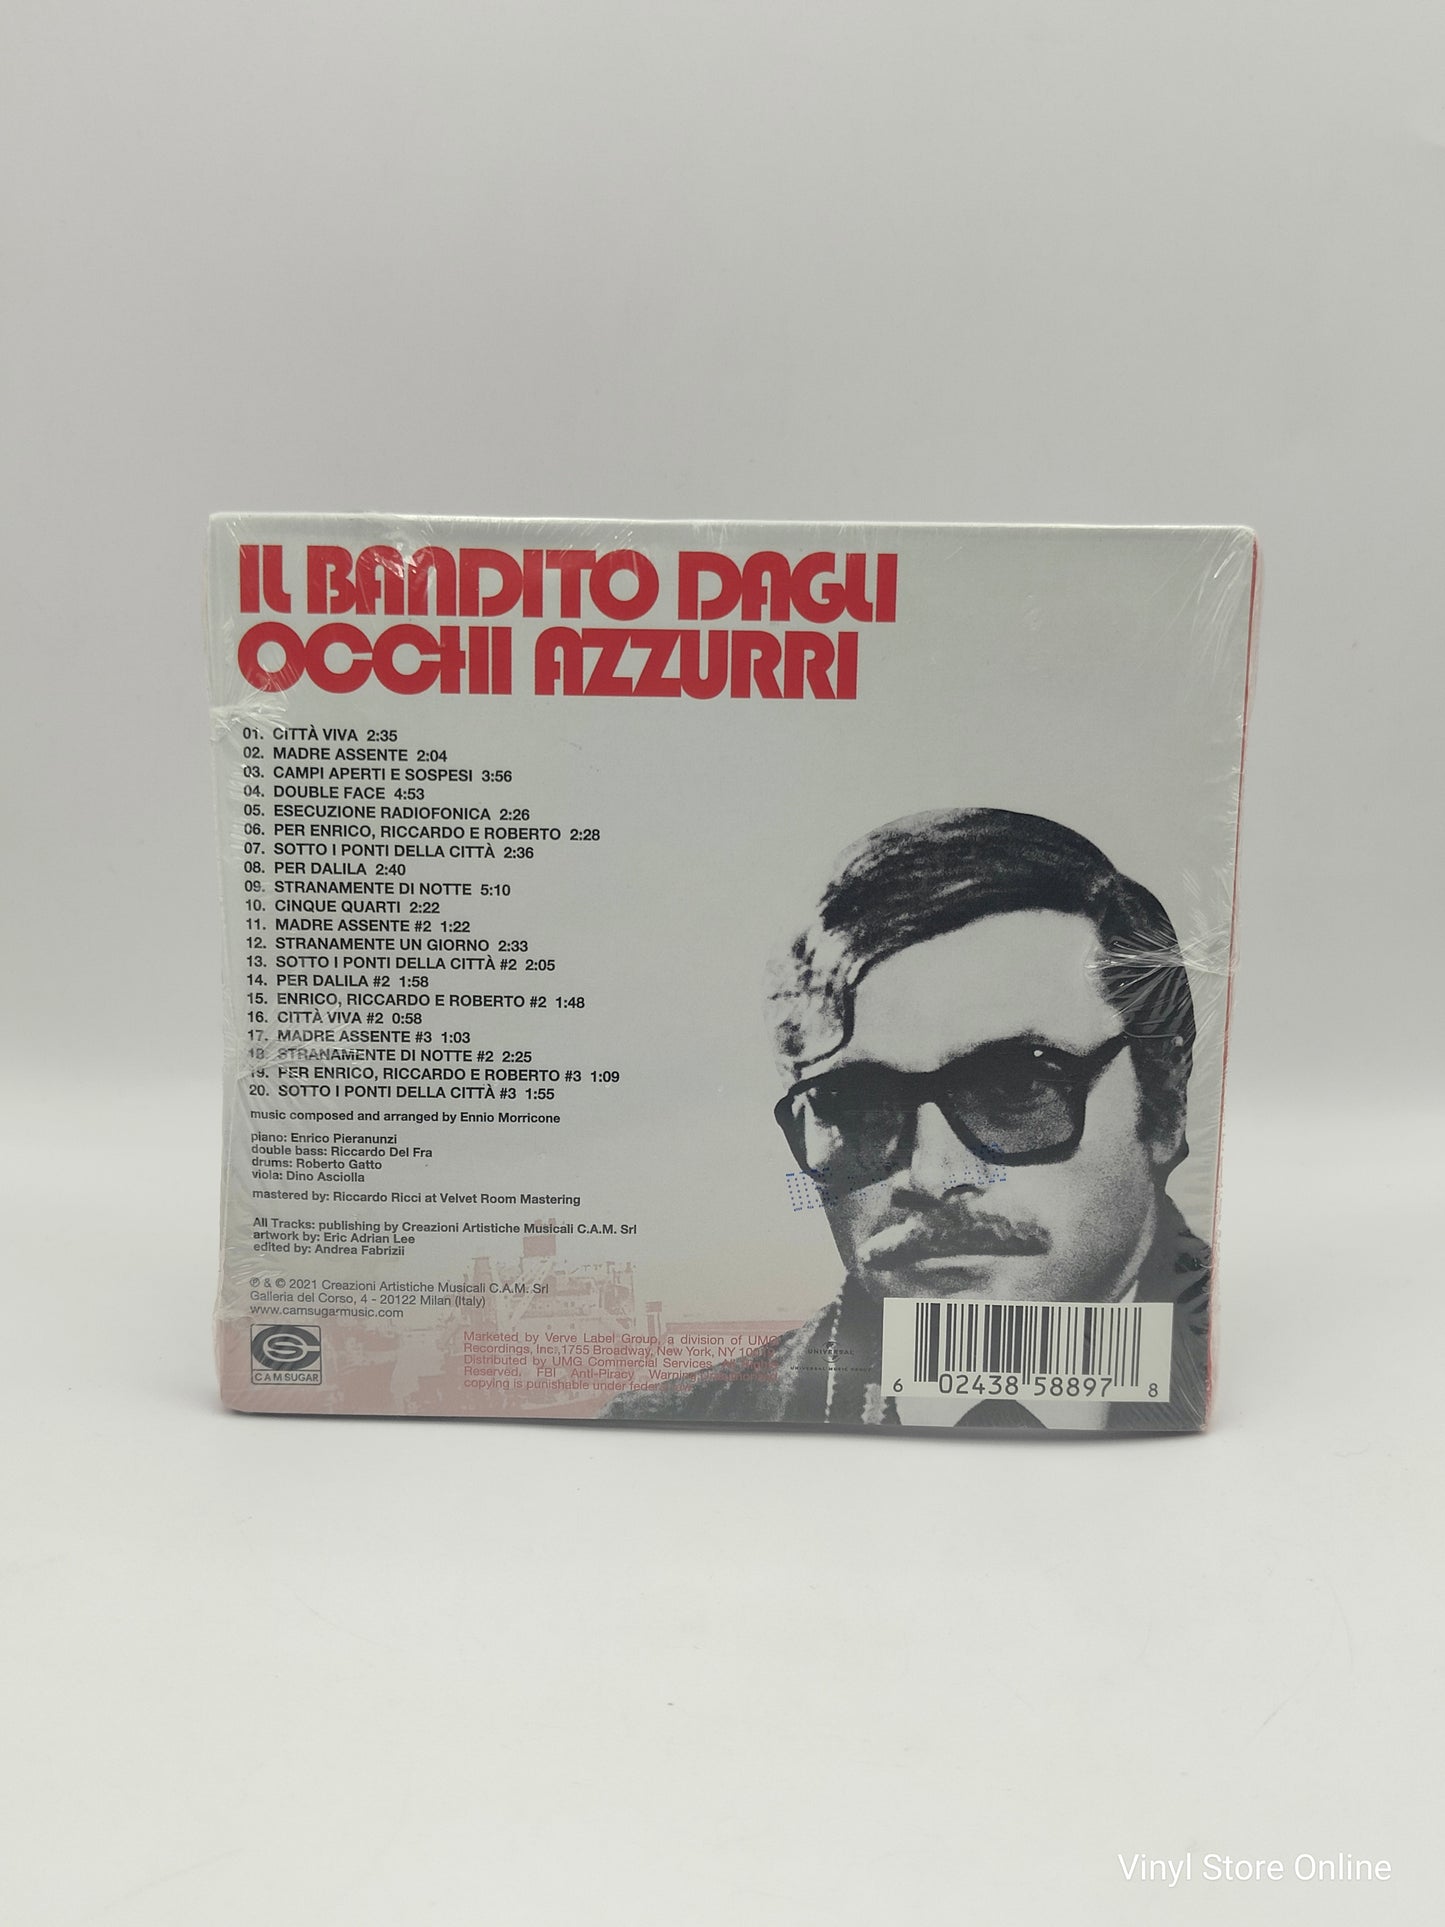 IL BANDITO DAGLI
OCCHI AZZURRI
01. CITTÀ VIVA 2:35
02. MADRE ASSENTE 2:04
03. CAMPI APERTI E SOSPESI 3:56
04. DOUBLE FACE 4:53
05. ESECUZIONE RADIOFONICA 2:26
06. PER ENRICO, RICCARDO E ROBERTO 2:28
07. SOTTO I PONTI DELLA CITTÀ 2:36
08. PER DALILA 2:40
09. STRANAMENTE DI NOTTE 5:10
10. CINQUE QUARTI 2:22
11. MADRE ASSENTE #2 1:22
12. STRANAMENTE UN GIORNO 2:33
13. SOTTO I PONTI DELLA CITTÀ #2 2:05
14. PER DALILA #2 1:58
15. ENRICO, RICCARDO E ROBERTO #2 1:48
16. CITTÀ VIVA #2 0:58
17. MADRE ASSENTE #3 1:03
18. STRANAMENTE DI NOTTE #2 2:25
19. PER ENRICO, RICCARDO E ROBERTO #3 1:09
20. SOTTO I PONTI DELLA CITTÀ #3 1:55
music composed and arranged by Ennio Morricone
piano: Enrico Pieranunzi
double bass: Riccardo Del Fra
drums: Roberto Gatto
viola: Dino Asciolla
mastered by: Riccardo Ricci at Velvet Room Mastering
All Tracks: publishing by Creazioni Artistiche Musicali C.A.M. Srl
artwork by: Eric Adrian Lee
edited by: Andrea Fabrizii
℗ & © 2021 Creazioni Artistiche Musicali C.A.M. Srl
Galleria del Corso, 4 - 20122 Milan (Italy)
www.camsugarmusic.com
CAM SUGAR
Marketed by Verve Label Group, a division of UMG
Recordings, Inc.,1755 Broadway, New York, NY
Distributed by UMG Commercial Services. All Rights
Reserved. FBI Anti-Piracy Warning:
copying is punishable under federal
UNIVERSAL
UNIVERSAL MUSIC GROUP
6 02438 58897 8
Vinyl Store Online